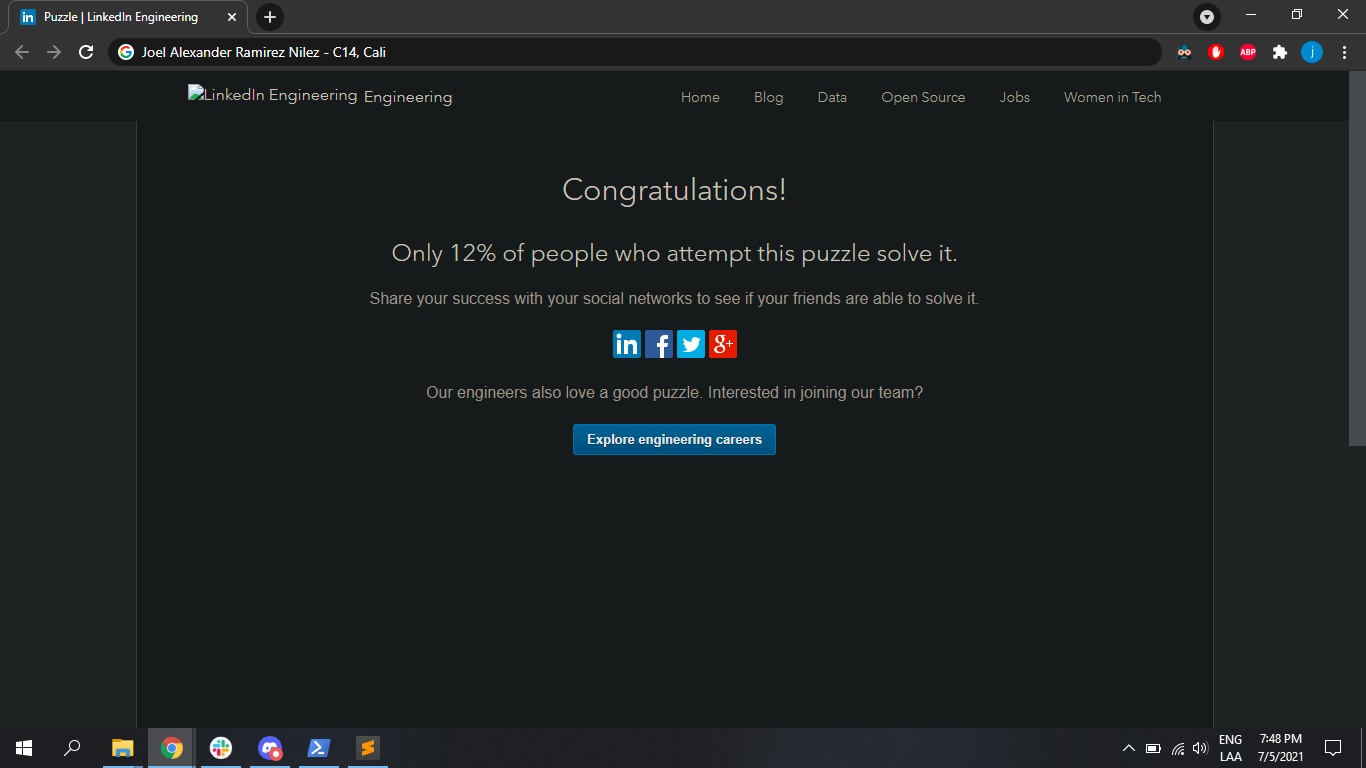 Puzzle | LinkedIn Engineering
Joel Alexander Ramirez Nilez - C14, Cali
ABP
j
LinkedIn Engineering Engineering
Home Blog Data Open Source Jobs Women in Tech
Congratulations!
Only 12% of people who attempt this puzzle solve it.
Share your success with your social networks to see if your friends are able to solve it.
in f g+
Our engineers also love a good puzzle. Interested in joining our team?
Explore engineering careers
ENG 7:48 PM
LAA 7/5/2021